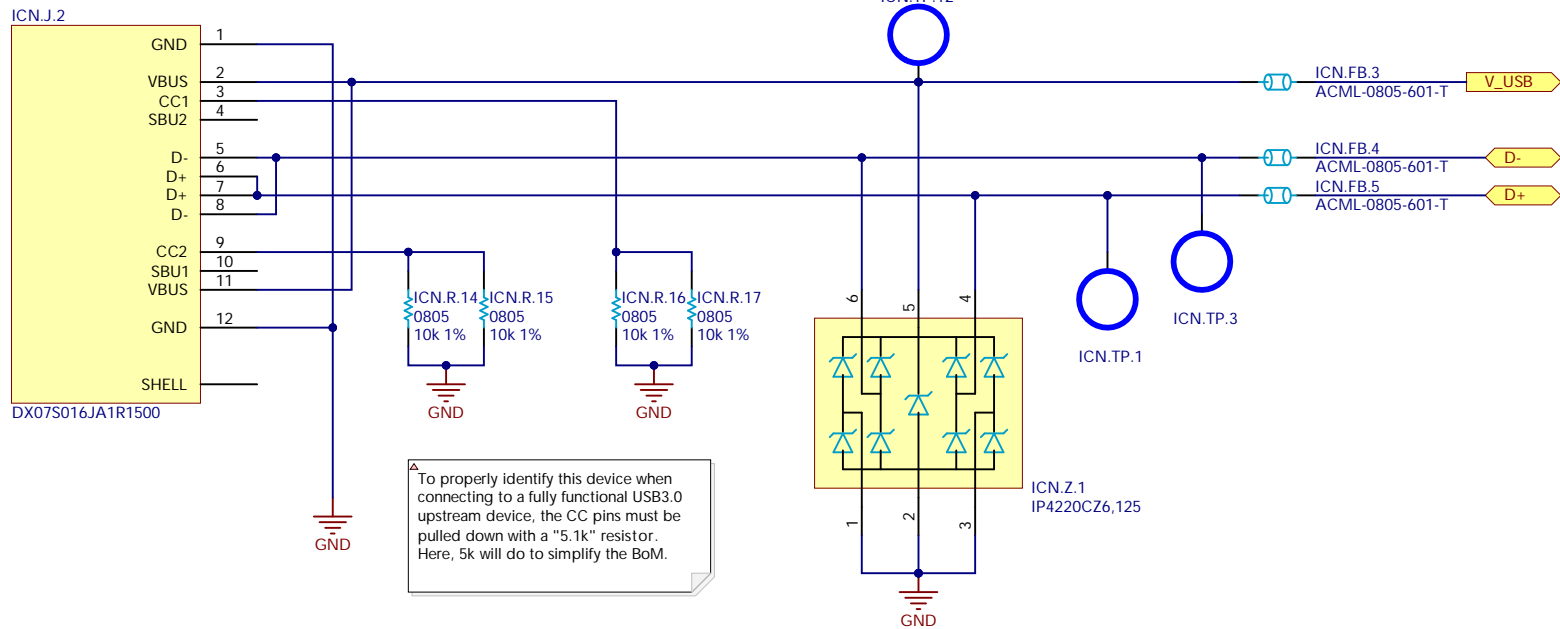 ICN.J.2
GND 1
VBUS 2
CC1 3
SBU2 4
D- 5
D+ 6
D+ 7
D- 8
CC2 9
SBU1 10
VBUS 11
GND 12
SHELL
DX07S016JA1R1500
GND
ICN.R.14
0805
10k 1%
ICN.R.15
0805
10k 1%
GND
ICN.R.16
0805
10k 1%
ICN.R.17
0805
10k 1%
GND
To properly identify this device when
connecting to a fully functional USB3.0
upstream device, the CC pins must be
pulled down with a "5.1k" resistor.
Here, 5k will do to simplify the BoM.
6
5
4
1
2
3
ICN.Z.1
IP4220CZ6,125
GND
ICN.TP.1
ICN.TP.3
ICN.FB.3
ACML-0805-601-T
V_USB
ICN.FB.4
ACML-0805-601-T
D-
ICN.FB.5
ACML-0805-601-T
D+